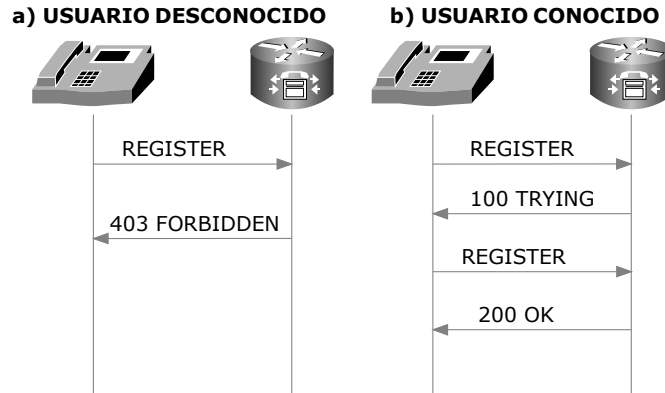 a) USUARIO DESCONOCIDO
REGISTER
403 FORBIDDEN
b) USUARIO CONOCIDO
REGISTER
100 TRYING
REGISTER
200 OK